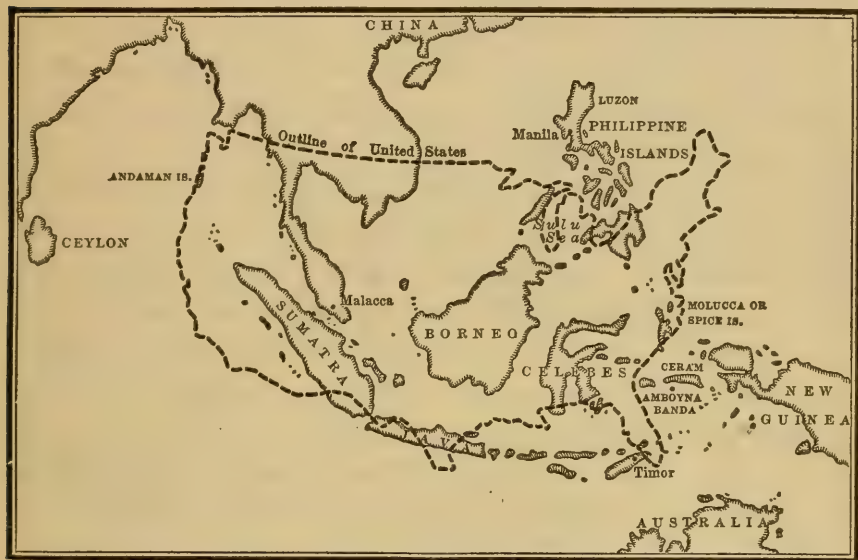 CHINA
LUZON
Manila
PHILIPPINE
ISLANDS
Outline of United States
ANDAMAN IS.
CEYLON
Sulu
Sea
Malacca
SUMATRA
BORNEO
MOLUCCA OR
SPICE IS.
CELEBES
CERAM
AMBOYNA
BANDA
NEW
GUINEA
JAVA
Timor
AUSTRALIA